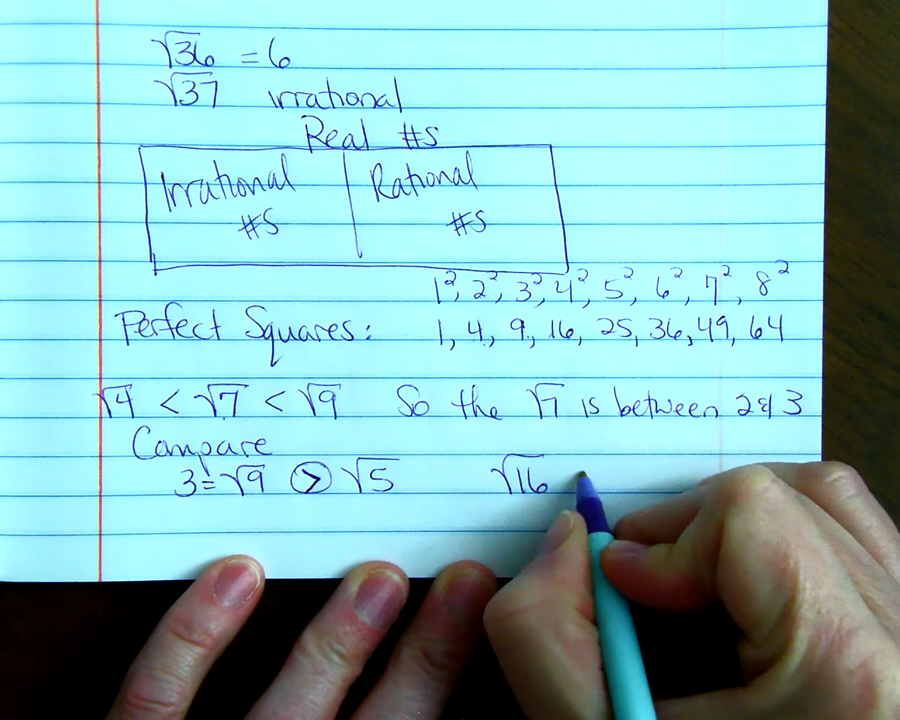 √36 = 6
√37 irrational
Real #s
Irrational Rational
#s #s
1², 2², 3², 4², 5², 6², 7², 8²
Perfect Squares: 1, 4, 9, 16, 25, 36, 49, 64
√4 < √7 < √9 So the √7 is between 2 & 3
Compare
3 = √9 > √5 √16